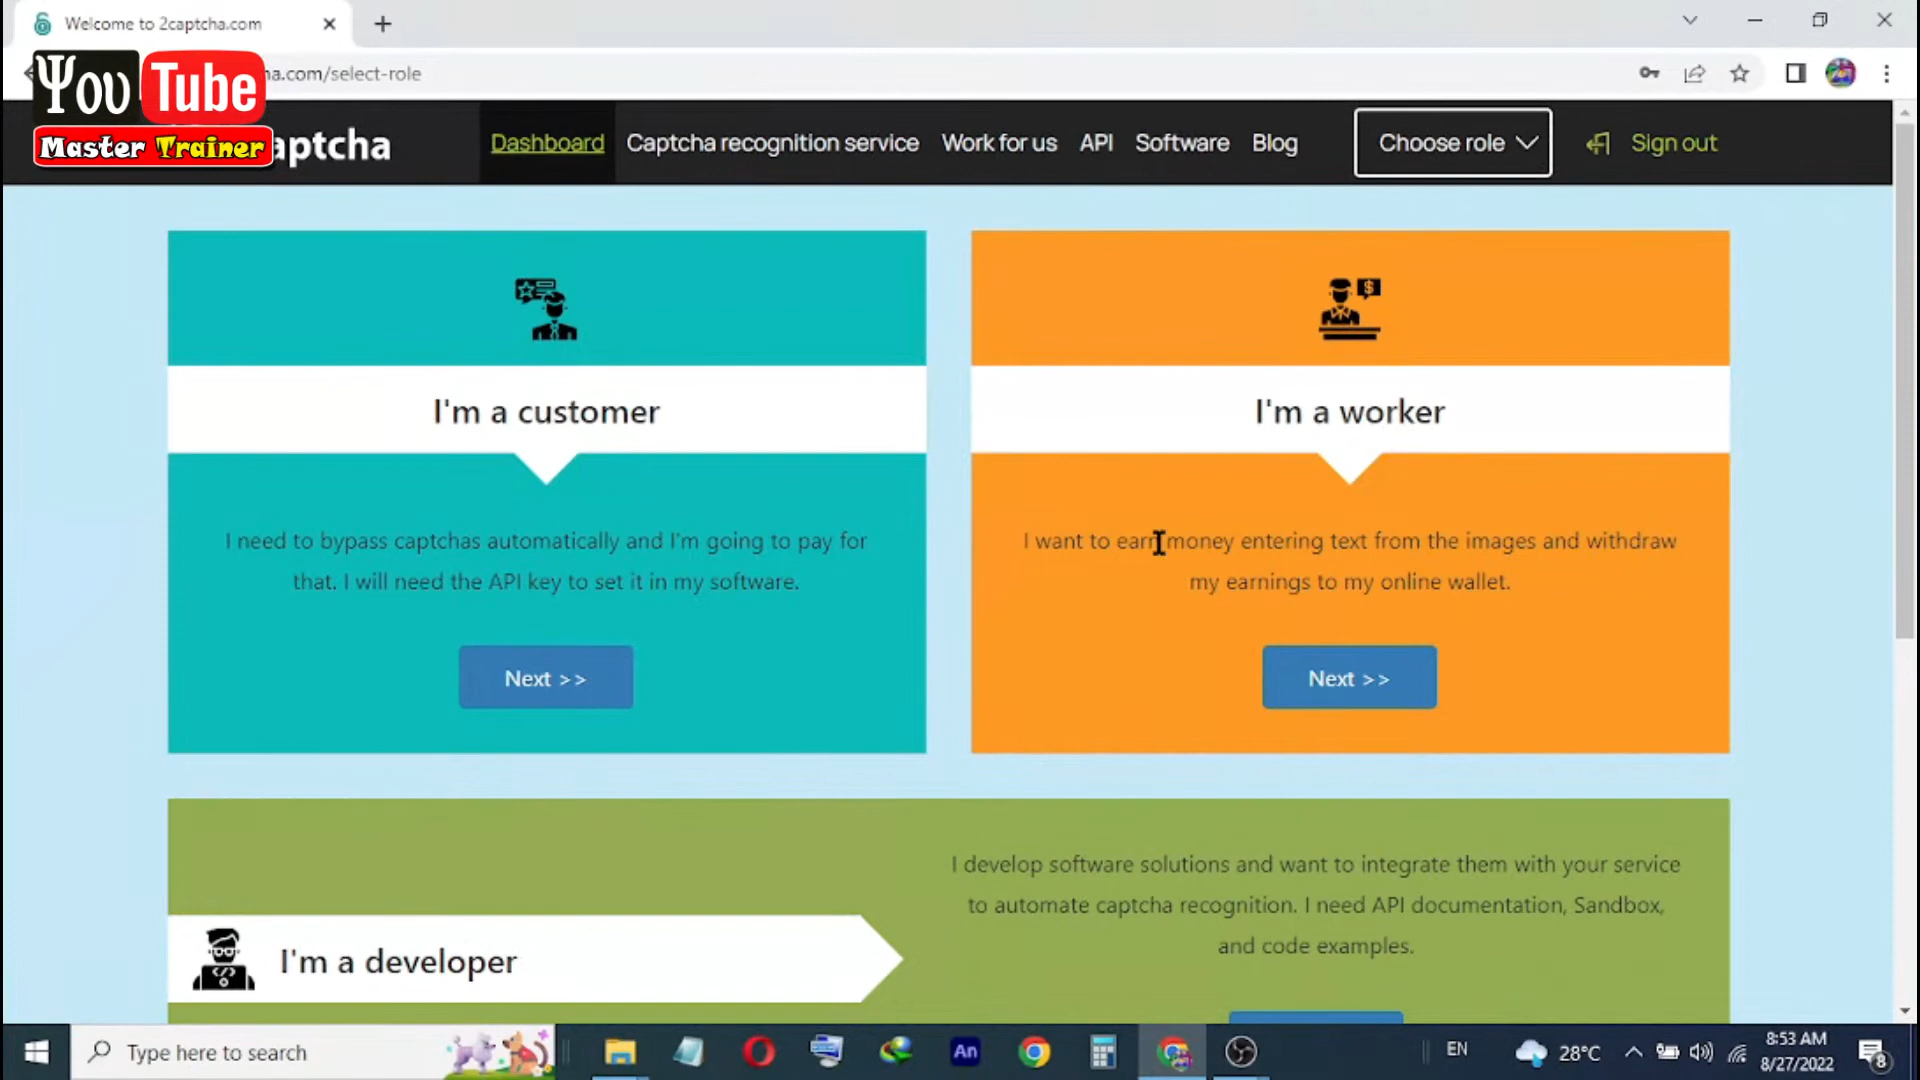 Welcome to 2captcha.com
You Tube
Master Trainer
ha.com/select-role
aptcha
Dashboard
Captcha recognition service
Work for us
API
Software
Blog
Choose role
Sign out
I'm a customer
I need to bypass captchas automatically and I'm going to pay for
that. I will need the API key to set it in my software.
Next >>
$
I'm a worker
I want to earn money entering text from the images and withdraw
my earnings to my online wallet.
Next >>
I'm a developer
I develop software solutions and want to integrate them with your service
to automate captcha recognition. I need API documentation, Sandbox,
and code examples.
Type here to search
An
EN
28°C
8:53 AM
8/27/2022
8